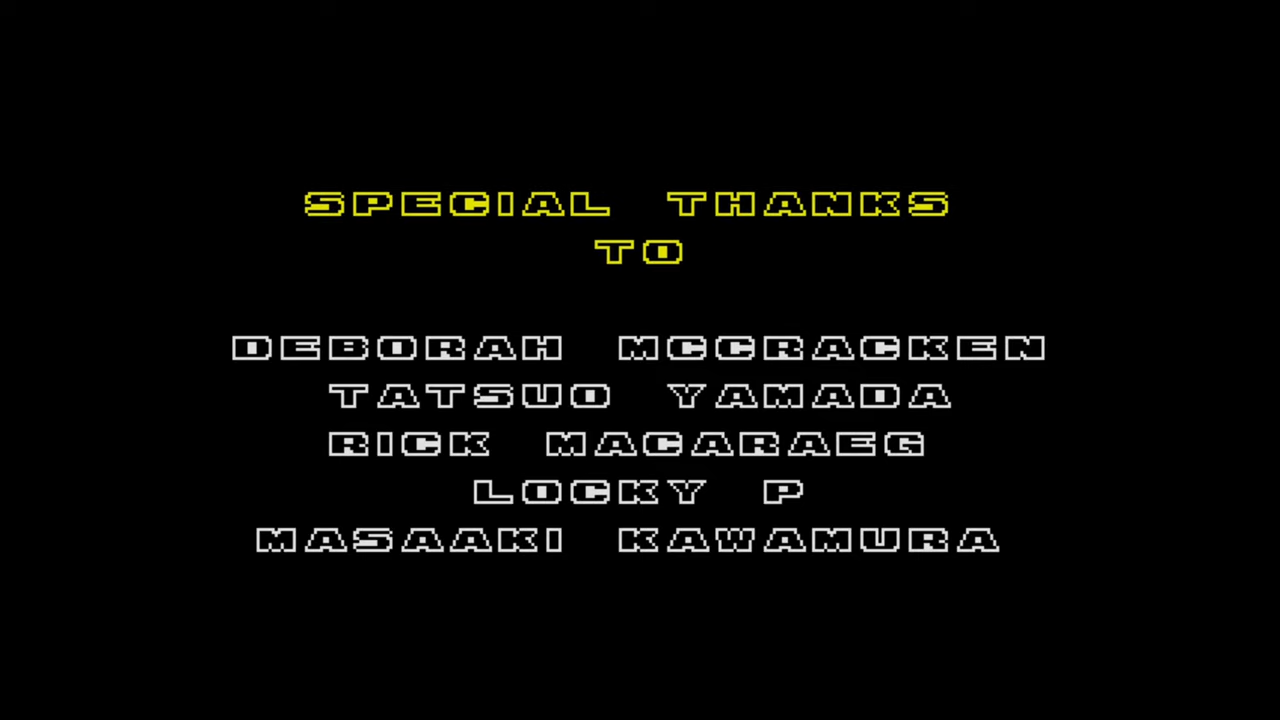 SPECIAL THANKS
TO
DEBORAH MCCRACKEN
TATSUO YAMADA
RICK MACARAEG
LOCKY P
MASAAKI KAWAMURA